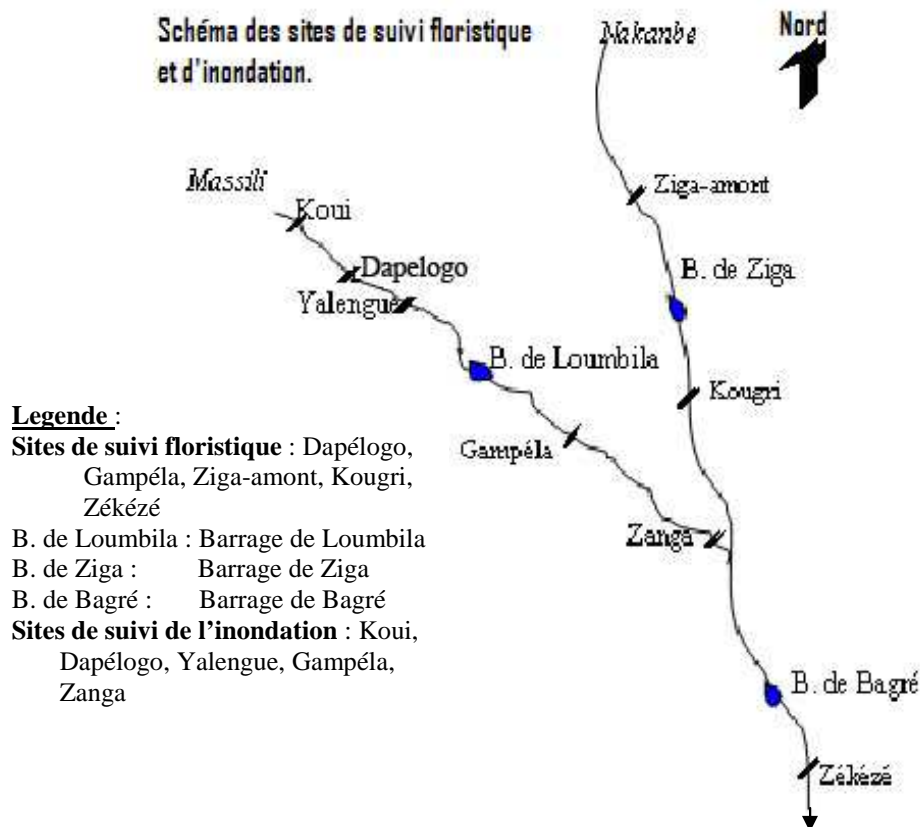 Schéma des sites de suivi floristique
et d'inondation.
Nakanbe
Nord
Massili
Koui
Ziga-amont
Dapelogo
B. de Ziga
Yalengue
B. de Loumbila
Kougri
Legende :
Sites de suivi floristique : Dapélogo,
Gampéla, Ziga-amont, Kougri,
Zékézé
Gampéla
B. de Loumbila : Barrage de Loumbila
Zanga
B. de Ziga : Barrage de Ziga
B. de Bagré : Barrage de Bagré
Sites de suivi de l’inondation : Koui,
Dapélogo, Yalengue, Gampéla,
Zanga
B. de Bagré
Zékézé